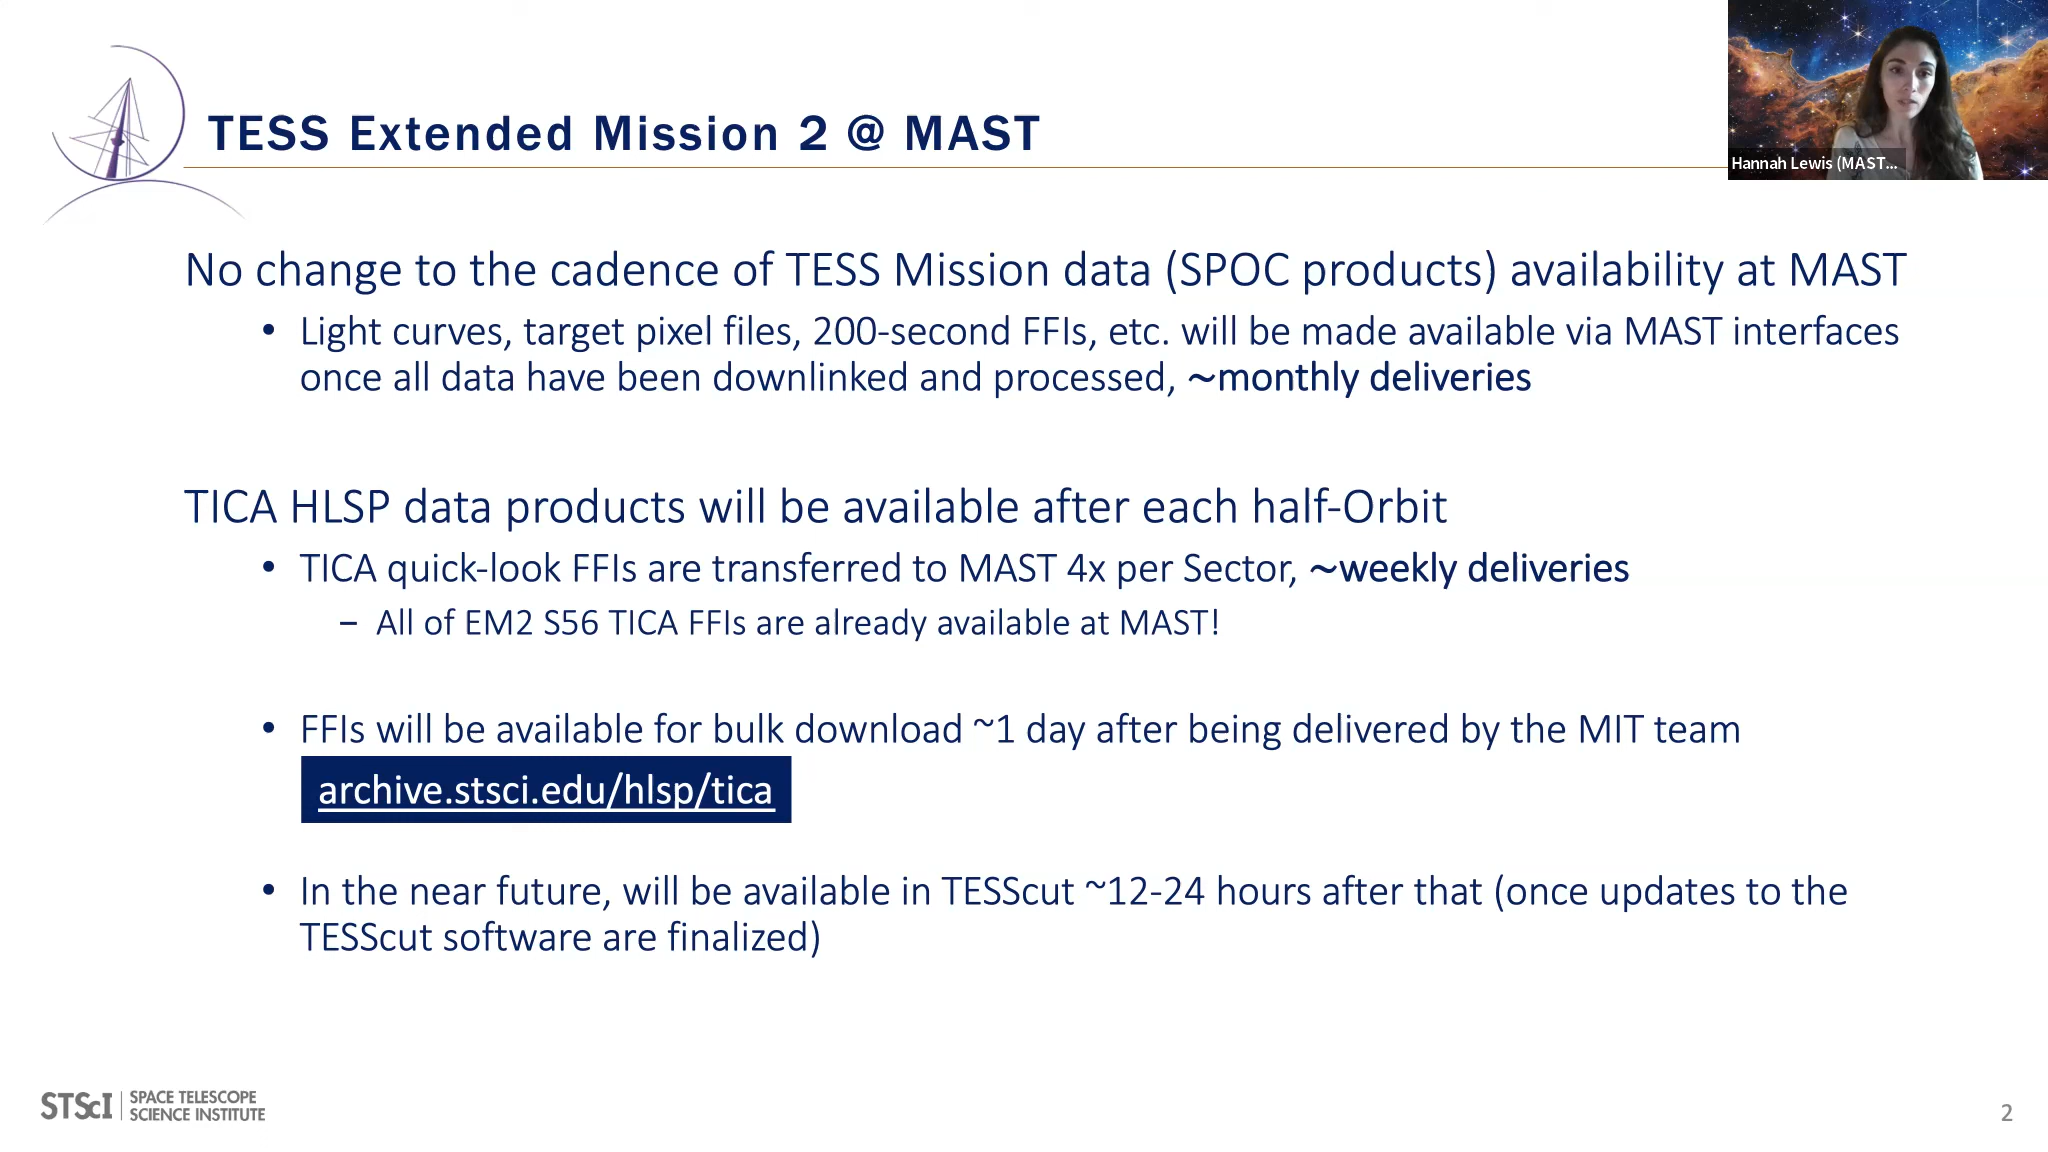 TESS Extended Mission 2 @ MAST
Hannah Lewis (MAST...
No change to the cadence of TESS Mission data (SPOC products) availability at MAST
• Light curves, target pixel files, 200-second FFIs, etc. will be made available via MAST interfaces
once all data have been downlinked and processed, ~monthly deliveries
TICA HLSP data products will be available after each half-Orbit
• TICA quick-look FFIs are transferred to MAST 4x per Sector, ~weekly deliveries
– All of EM2 S56 TICA FFIs are already available at MAST!
• FFIs will be available for bulk download ~1 day after being delivered by the MIT team
archive.stsci.edu/hlsp/tica
• In the near future, will be available in TESScut ~12-24 hours after that (once updates to the
TESScut software are finalized)
STScI | SPACE TELESCOPE
SCIENCE INSTITUTE
2